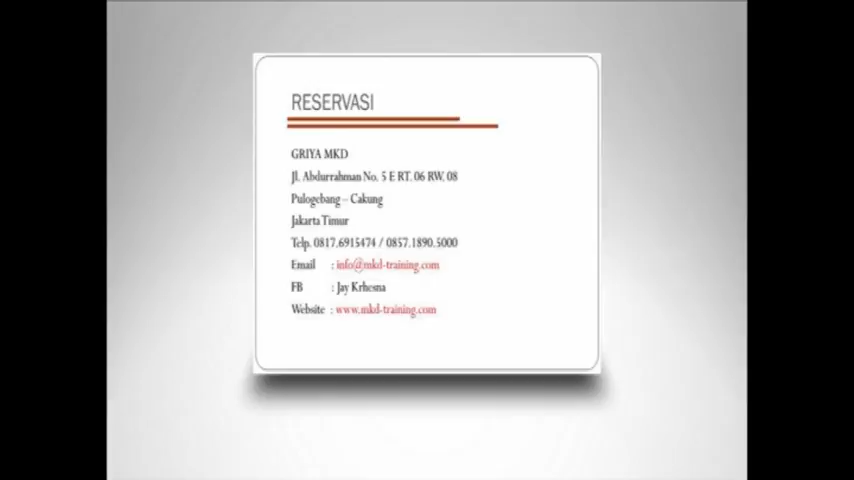 RESERVASI
GRIYA MKD
Jl. Abdurrahman No. 5 E RT. 06 RW. 08
Pulogebang – Cakung
Jakarta Timur
Telp. 0817.6915474 / 0857.1890.5000
Email : info@mkd-training.com
FB : Jay Krhesna
Website : www.mkd-training.com